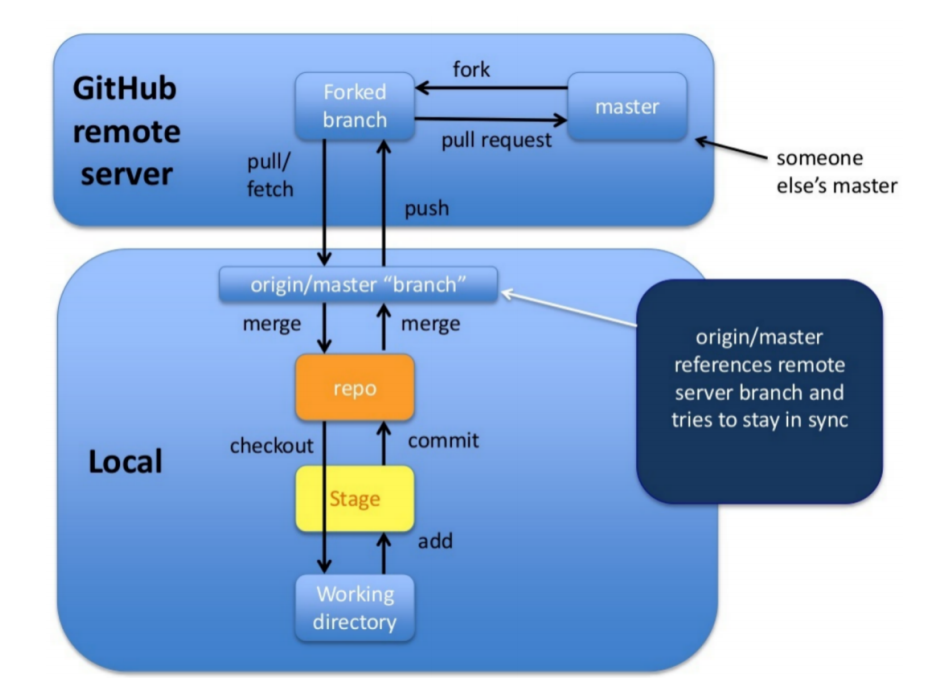 GitHub
remote
server
Forked
branch
fork
master
pull request
someone
else’s master
pull/
fetch
push
origin/master “branch”
merge
merge
origin/master
references remote
server branch and
tries to stay in sync
repo
Local
checkout
commit
Stage
add
Working
directory